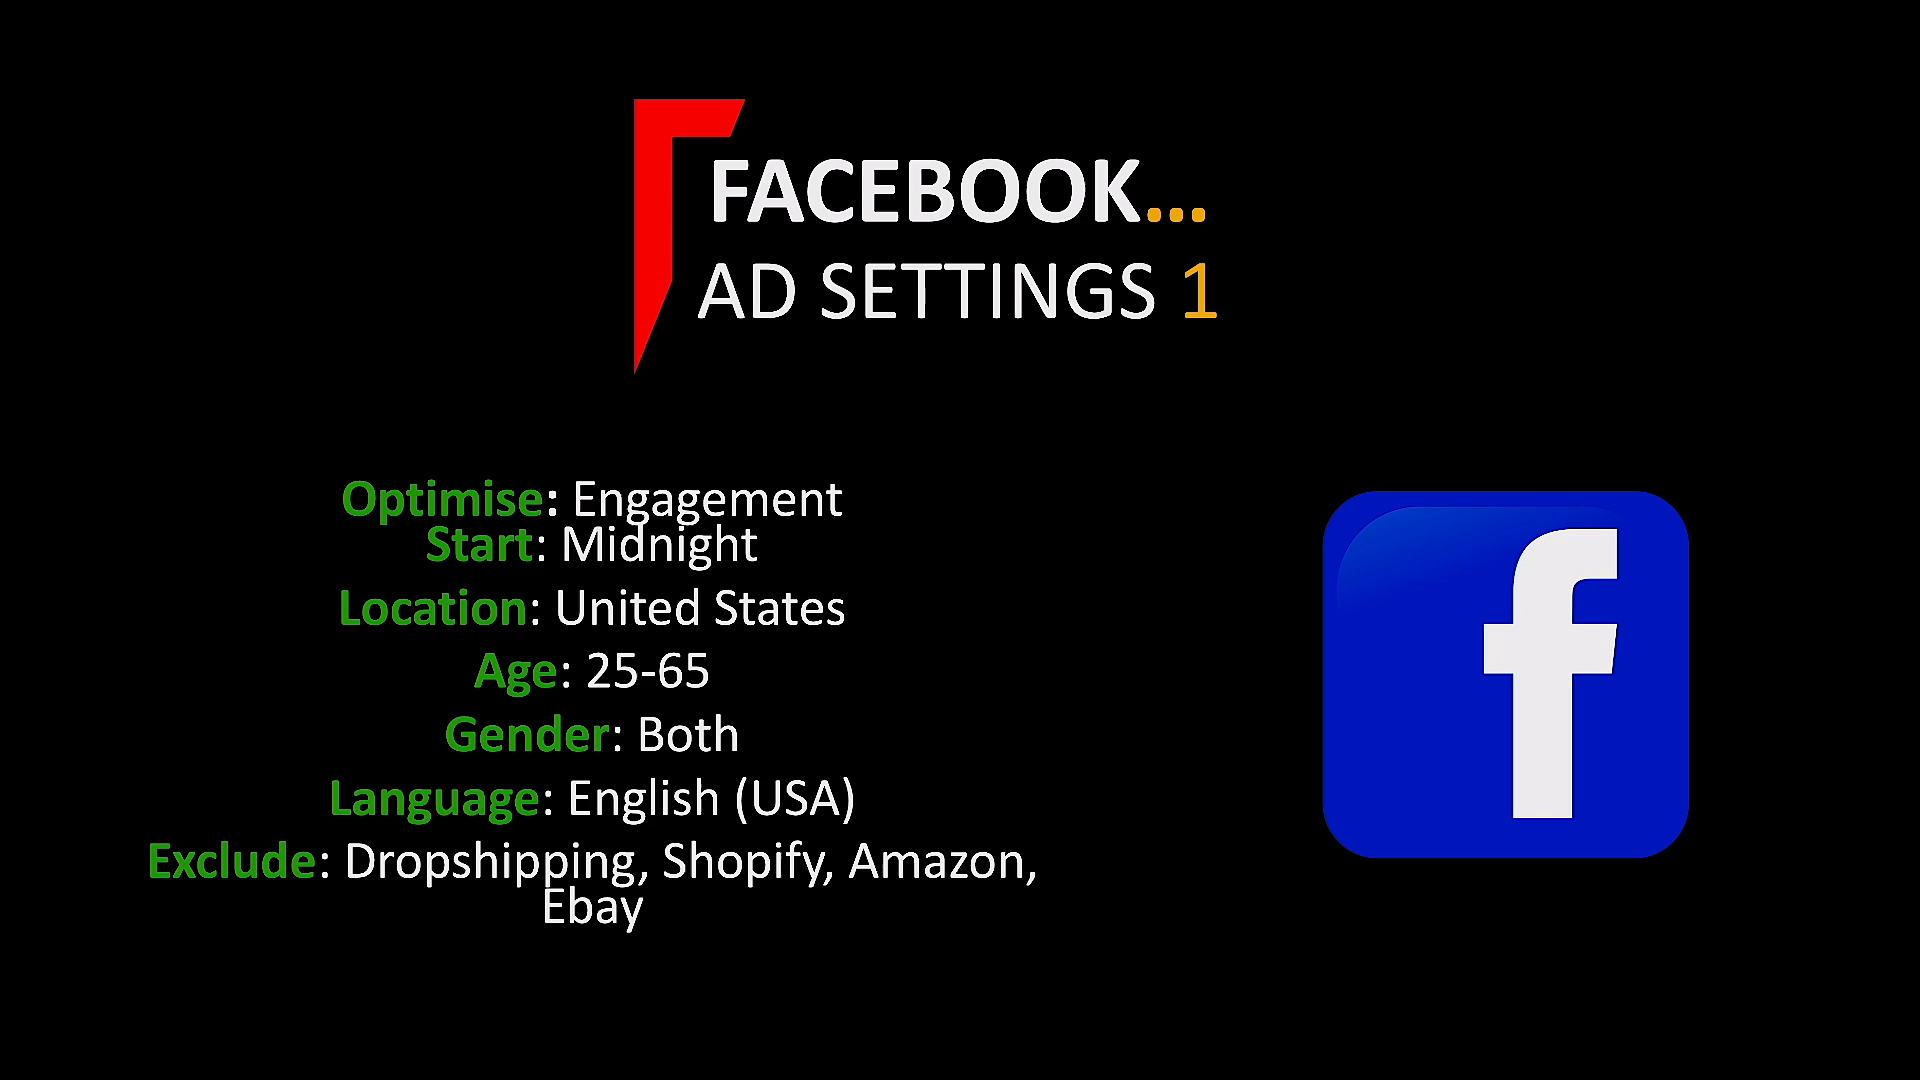 FACEBOOK...
AD SETTINGS 1
Optimise: Engagement
Start: Midnight
Location: United States
Age: 25-65
Gender: Both
Language: English (USA)
Exclude: Dropshipping, Shopify, Amazon,
Ebay
f